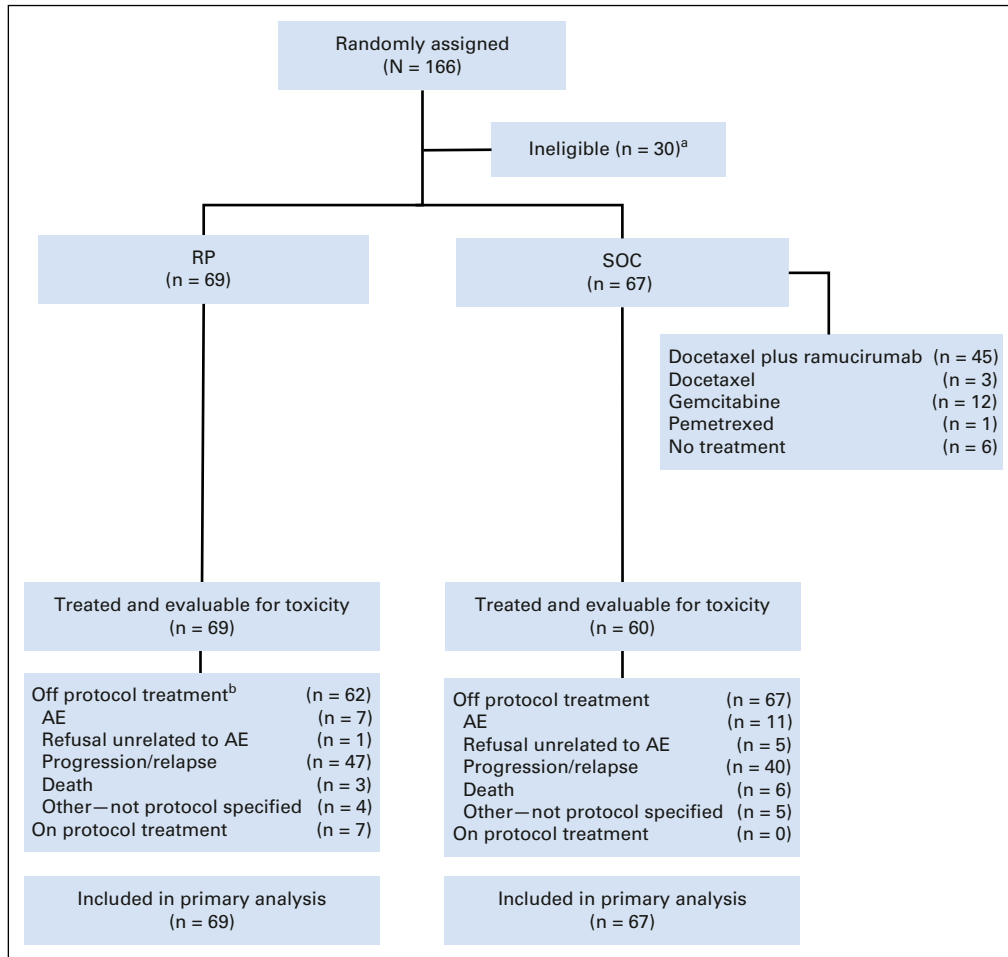 Randomly assigned
(N = 166)
Ineligible (n = 30)a
RP
(n = 69)
SOC
(n = 67)
Docetaxel plus ramucirumab (n = 45)
Docetaxel (n = 3)
Gemcitabine (n = 12)
Pemetrexed (n = 1)
No treatment (n = 6)
Treated and evaluable for toxicity
(n = 69)
Treated and evaluable for toxicity
(n = 60)
Off protocol treatmentb (n = 62)
AE (n = 7)
Refusal unrelated to AE (n = 1)
Progression/relapse (n = 47)
Death (n = 3)
Other—not protocol specified (n = 4)
On protocol treatment (n = 7)
Off protocol treatment (n = 67)
AE (n = 11)
Refusal unrelated to AE (n = 5)
Progression/relapse (n = 40)
Death (n = 6)
Other—not protocol specified (n = 5)
On protocol treatment (n = 0)
Included in primary analysis
(n = 69)
Included in primary analysis
(n = 67)